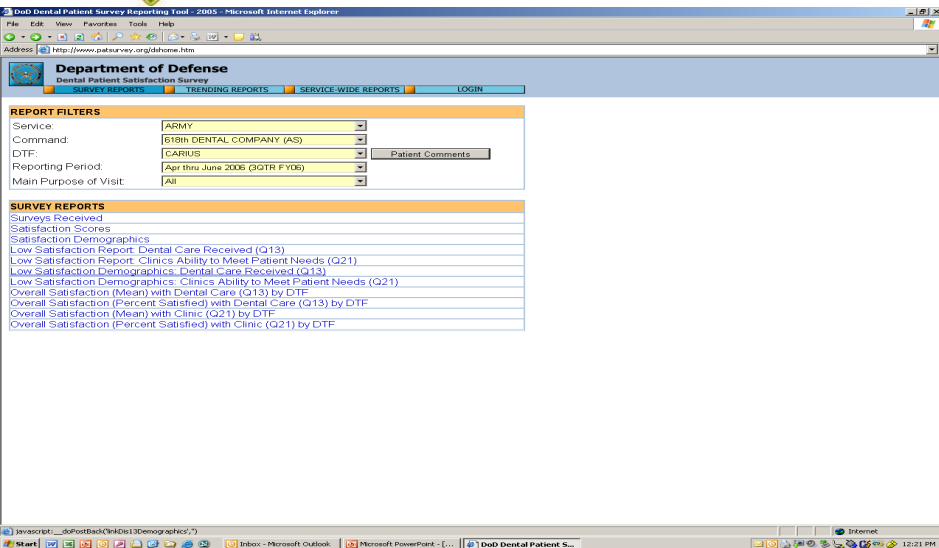 DoD Dental Patient Survey Reporting Tool - 2005 - Microsoft Internet Explorer
File Edit View Favorites Tools Help
Address http://www.patsurvey.org/dshome.htm
Department of Defense
Dental Patient Satisfaction Survey
SURVEY REPORTS TRENDING REPORTS SERVICE-WIDE REPORTS LOGIN
REPORT FILTERS
Service: ARMY
Command: 618th DENTAL COMPANY (AS)
DTF: CARIUS Patient Comments
Reporting Period: Apr thru June 2006 (3QTR FY06)
Main Purpose of Visit: All
SURVEY REPORTS
Surveys Received
Satisfaction Scores
Satisfaction Demographics
Low Satisfaction Report: Dental Care Received (Q13)
Low Satisfaction Report: Clinics Ability to Meet Patient Needs (Q21)
Low Satisfaction Demographics: Dental Care Received (Q13)
Low Satisfaction Demographics: Clinics Ability to Meet Patient Needs (Q21)
Overall Satisfaction (Mean) with Dental Care (Q13) by DTF
Overall Satisfaction (Percent Satisfied) with Dental Care (Q13) by DTF
Overall Satisfaction (Mean) with Clinic (Q21) by DTF
Overall Satisfaction (Percent Satisfied) with Clinic (Q21) by DTF
javascript:__doPostBack('linkDis13Demographics','') Internet
Start Inbox - Microsoft Outlook Microsoft PowerPoint - [... DoD Dental Patient S... 12:21 PM